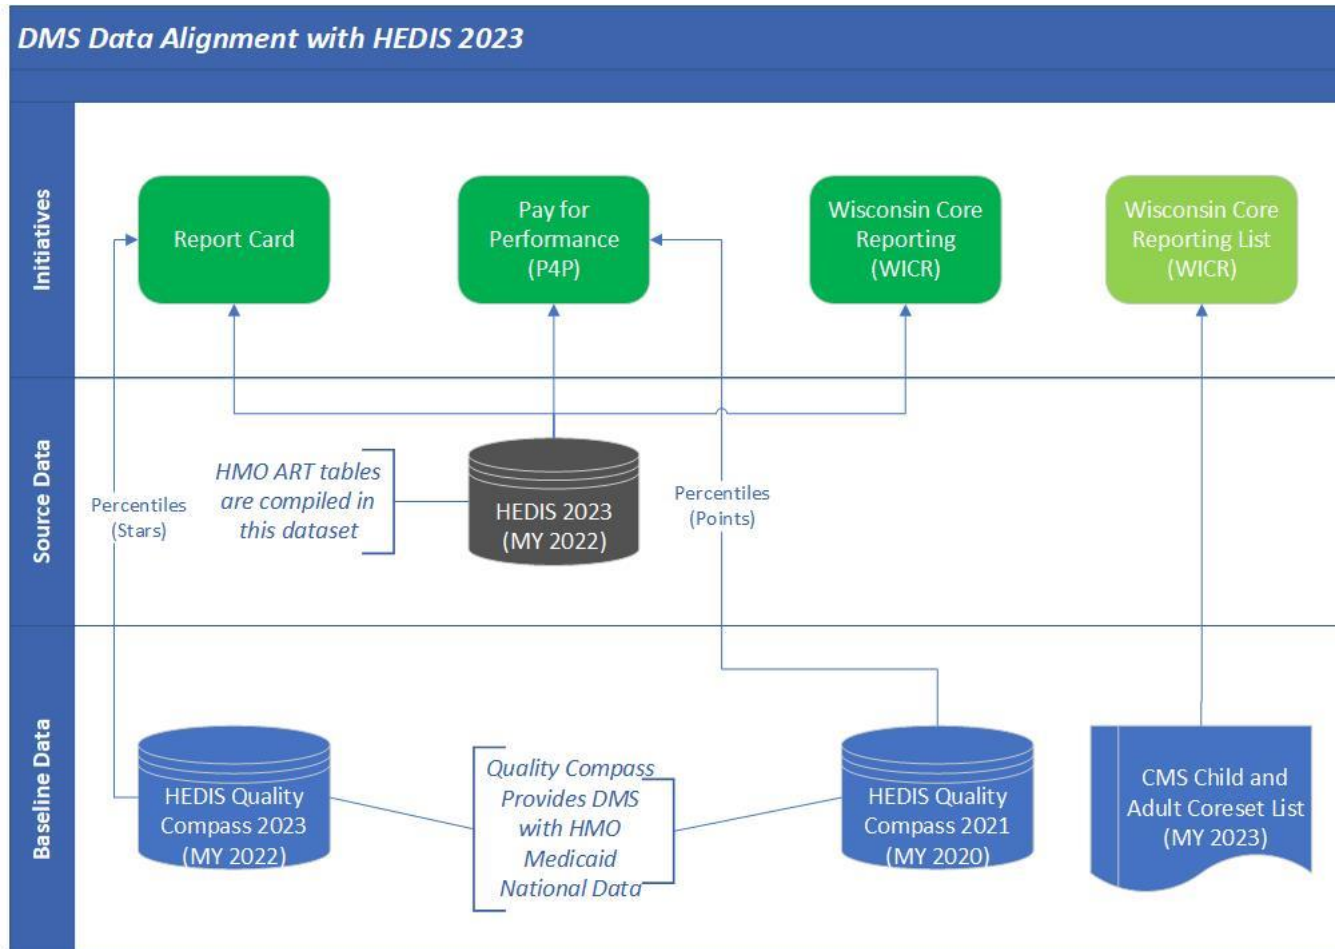 DMS Data Alignment with HEDIS 2023
Initiatives
Report Card
Pay for
Performance
(P4P)
Wisconsin Core
Reporting
(WICR)
Wisconsin Core
Reporting List
(WICR)
Source Data
Percentiles
(Stars)
HMO ART tables
are compiled in
this dataset
HEDIS 2023
(MY 2022)
Percentiles
(Points)
Baseline Data
HEDIS Quality
Compass 2023
(MY 2022)
Quality Compass
Provides DMS
with HMO
Medicaid
National Data
HEDIS Quality
Compass 2021
(MY 2020)
CMS Child and
Adult Coreset List
(MY 2023)